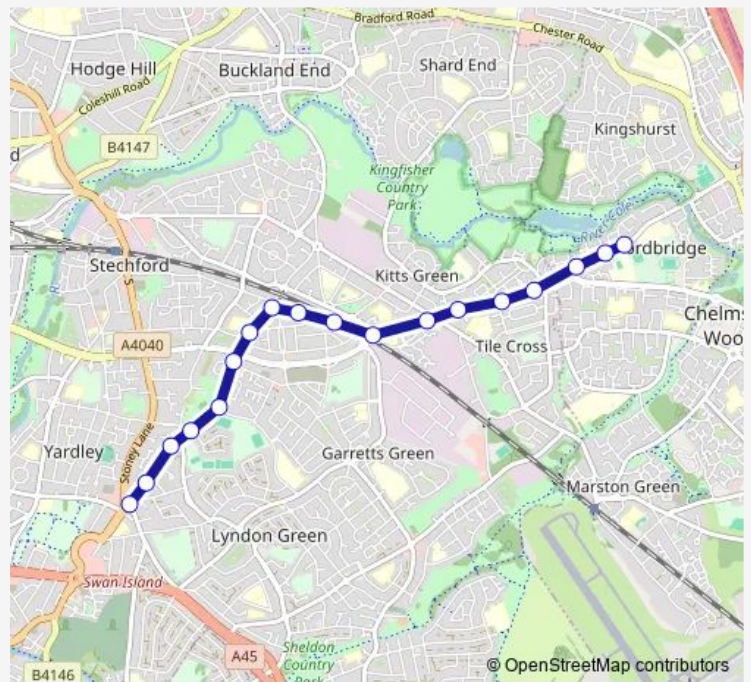 Bradford Road
Chester Road
Hodge Hill
Buckland End
Shard End
Coleshill Road
Kingshurst
B4147
d
Kingfisher
Country
Park
River Cole
ordbridge
Stechford
Kitts Green
Chelms
Woo
A4040
Tile Cross
Stoney Lane
Yardley
Garretts Green
Marston Green
Lyndon Green
Swan Island
A45
Sheldon
Country
Park
B4146
© OpenStreetMap contributors